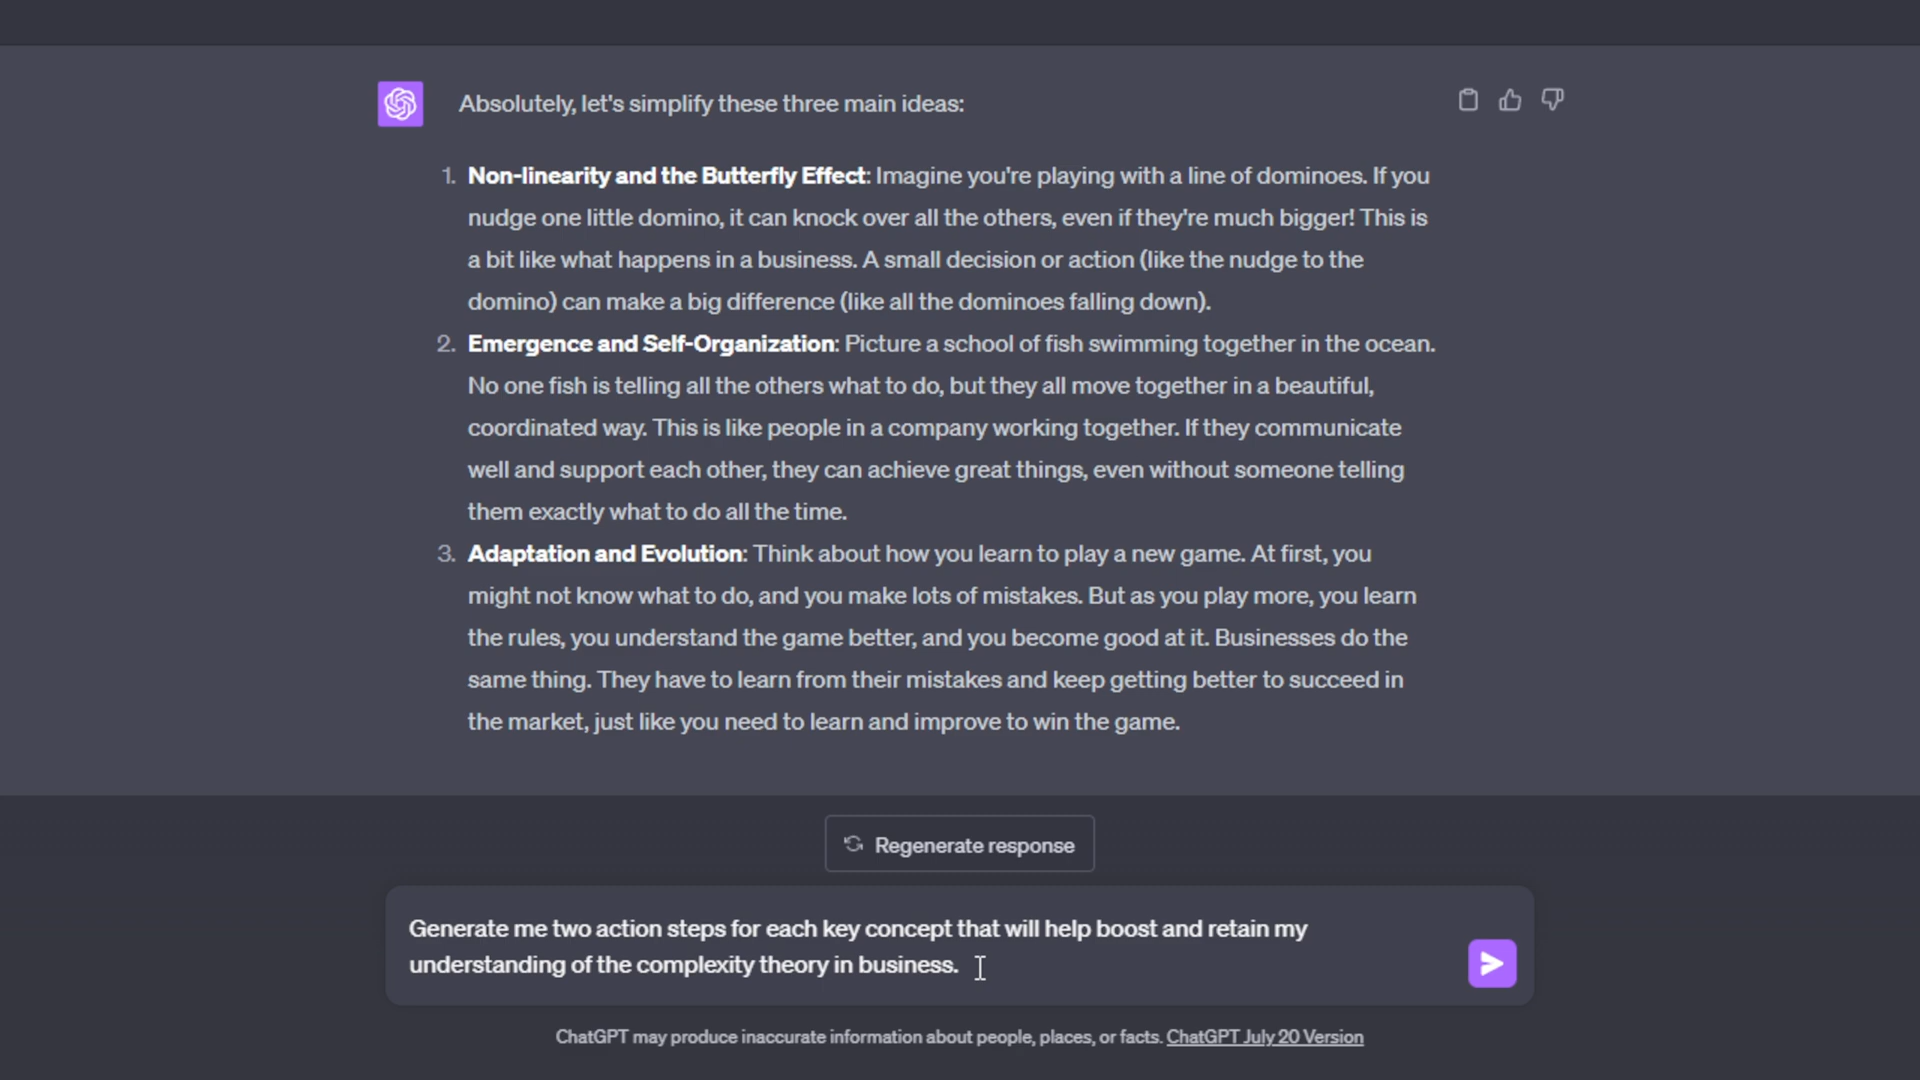 Absolutely, let's simplify these three main ideas:
1. Non-linearity and the Butterfly Effect: Imagine you're playing with a line of dominoes. If you
nudge one little domino, it can knock over all the others, even if they're much bigger! This is
a bit like what happens in a business. A small decision or action (like the nudge to the
domino) can make a big difference (like all the dominoes falling down).
2. Emergence and Self-Organization: Picture a school of fish swimming together in the ocean.
No one fish is telling all the others what to do, but they all move together in a beautiful,
coordinated way. This is like people in a company working together. If they communicate
well and support each other, they can achieve great things, even without someone telling
them exactly what to do all the time.
3. Adaptation and Evolution: Think about how you learn to play a new game. At first, you
might not know what to do, and you make lots of mistakes. But as you play more, you learn
the rules, you understand the game better, and you become good at it. Businesses do the
same thing. They have to learn from their mistakes and keep getting better to succeed in
the market, just like you need to learn and improve to win the game.
Regenerate response
Generate me two action steps for each key concept that will help boost and retain my
understanding of the complexity theory in business.
ChatGPT may produce inaccurate information about people, places, or facts. ChatGPT July 20 Version